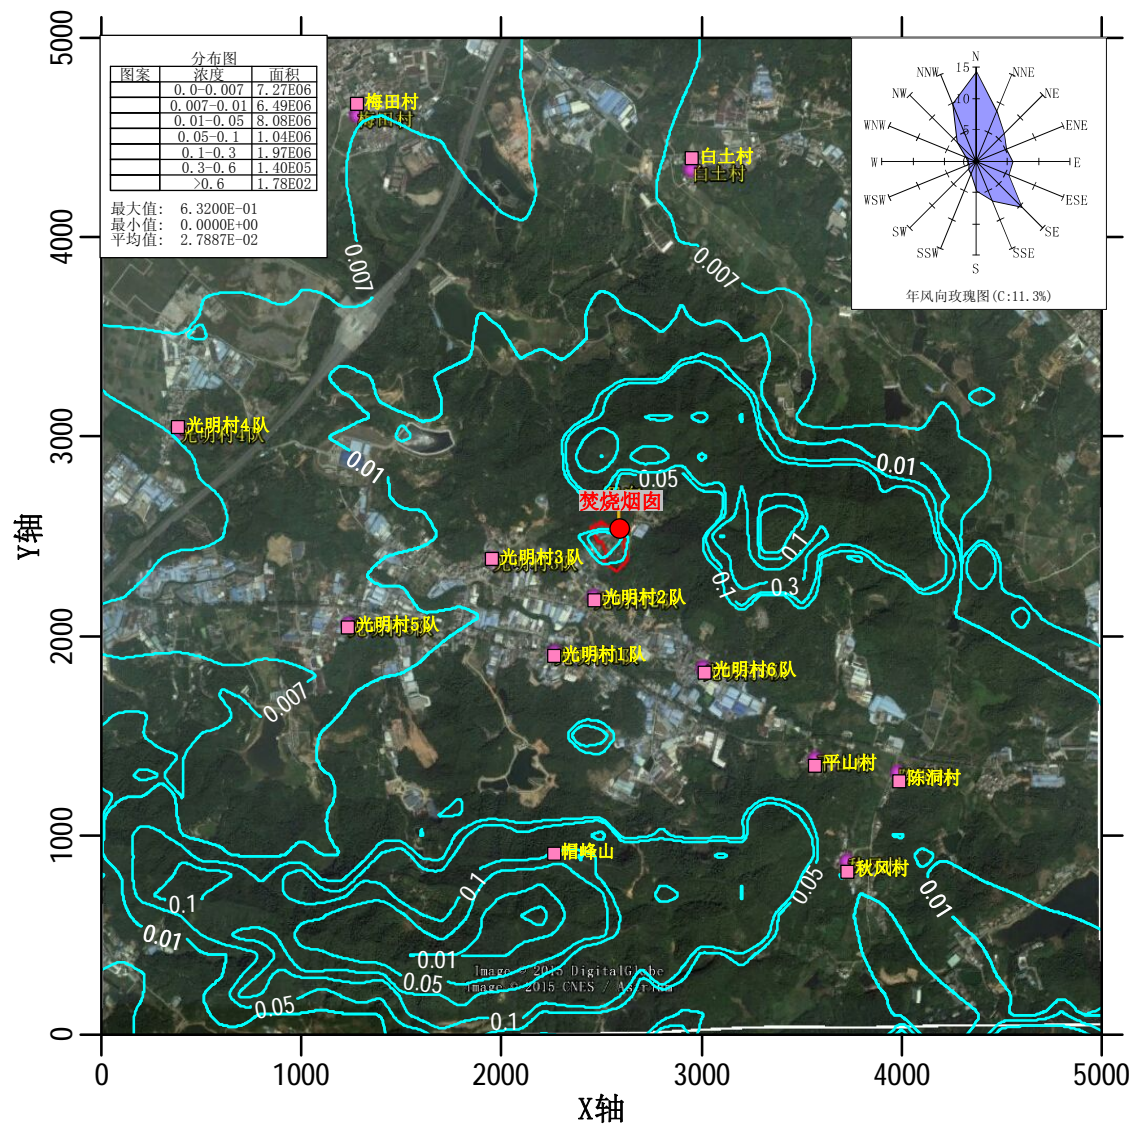 分布图
图案 浓度 面积
0.0-0.007 7.27E06
0.007-0.01 6.49E06
0.01-0.05 8.08E06
0.05-0.1 1.04E06
0.1-0.3 1.97E06
0.3-0.6 1.40E05
>0.6 1.78E02
最大值: 6.3200E-01
最小值: 0.0000E+00
平均值: 2.7887E-02
N
NNE
NE
ENE
E
ESE
SE
SSE
S
SSW
SW
WSW
W
WNW
NW
NNW
15
10
5
年风向玫瑰图(C:11.3%)
梅田村
白土村
0.007
0.007
光明村4队
0.01
0.01
0.05
焚烧烟囱
光明村3队
0.1
0.1
0.3
光明村2队
光明村5队
光明村1队
光明村6队
0.007
平山村
陈洞村
帽峰山
秋风村
0.1
0.05
0.01
0.1
0.01
0.01
0.05
0.05
0.1
Image © 2015 DigitalGlobe
Image © 2015 CNES / Astrium
5000
4000
3000
2000
1000
0
Y轴
0
1000
2000
3000
4000
5000
X轴